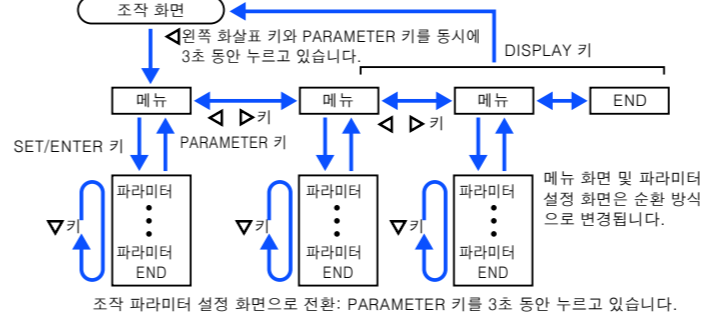 조작 화면
왼쪽 화살표 키와 PARAMETER 키를 동시에
3초 동안 누르고 있습니다.
DISPLAY 키
메뉴
메뉴
메뉴
END
키
키
SET/ENTER 키
PARAMETER 키
파라미터
파라미터
END
키
파라미터
파라미터
END
키
파라미터
파라미터
END
키
메뉴 화면 및 파라미터
설정 화면은 순환 방식
으로 변경됩니다.
조작 파라미터 설정 화면으로 전환: PARAMETER 키를 3초 동안 누르고 있습니다.